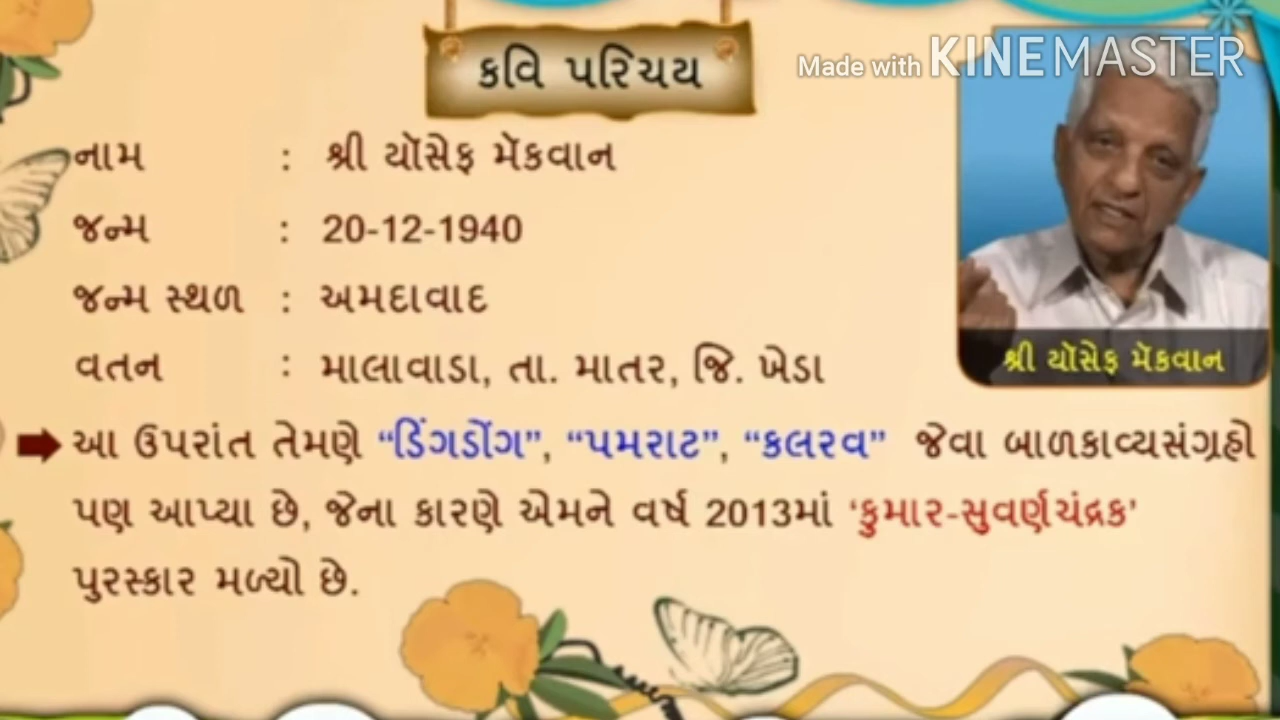 કવિ પરિચય
Made with KINEMASTER
નામ : શ્રી યૉસેફ મૅકવાન
જન્મ : 20-12-1940
જન્મ સ્થળ : અમદાવાદ
વતન : માલાવાડા, તા. માતર, જિ. ખેડા
શ્રી યૉસેફ મૅકવાન
આ ઉપરાંત તેમણે “ડિંગડોંગ”, “પમરાટ”, “કલરવ” જેવા બાળકાવ્યસંગ્રહો
પણ આપ્યા છે, જેના કારણે એમને વર્ષ 2013માં ‘કુમાર-સુવર્ણચંદ્રક’
પુરસ્કાર મળ્યો છે.